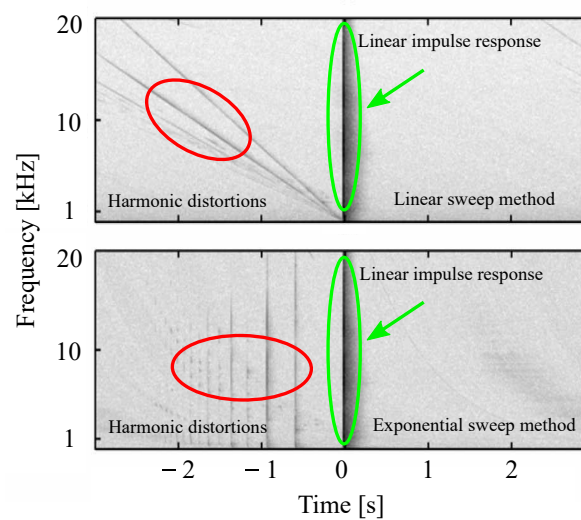 20
Linear impulse response
10
Harmonic distortions
Linear sweep method
1
Frequency [kHz]
20
Linear impulse response
10
Harmonic distortions
Exponential sweep method
1
−2 −1 0 1 2
Time [s]